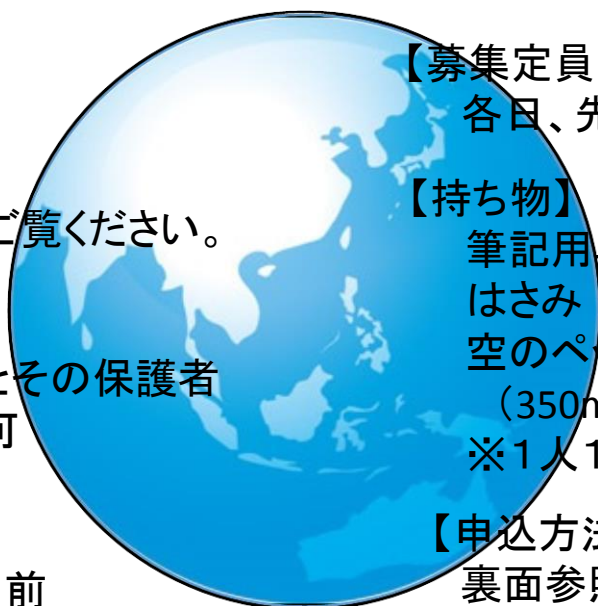 ご覧ください。
その保護者
可
前
【募集定員
各日、先
【持ち物】
筆記用
はさみ
空のペ
（350m
※１人１
【申込方法
裏面参照